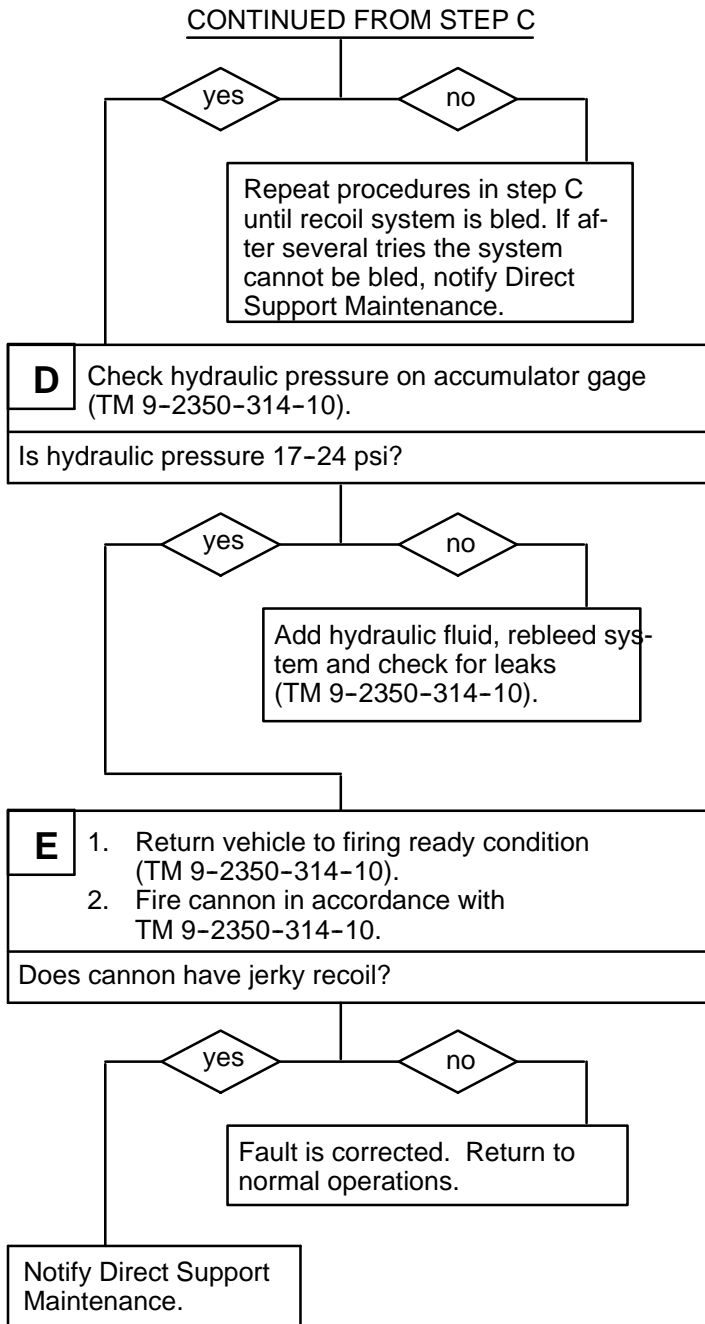 CONTINUED FROM STEP C
yes
no
Repeat procedures in step C
until recoil system is bled. If af-
ter several tries the system
cannot be bled, notify Direct
Support Maintenance.
D
Check hydraulic pressure on accumulator gage
(TM 9-2350-314-10).
Is hydraulic pressure 17-24 psi?
yes
no
Add hydraulic fluid, rebleed sys-
tem and check for leaks
(TM 9-2350-314-10).
E
1. Return vehicle to firing ready condition
(TM 9-2350-314-10).
2. Fire cannon in accordance with
TM 9-2350-314-10.
Does cannon have jerky recoil?
yes
no
Fault is corrected. Return to
normal operations.
Notify Direct Support
Maintenance.